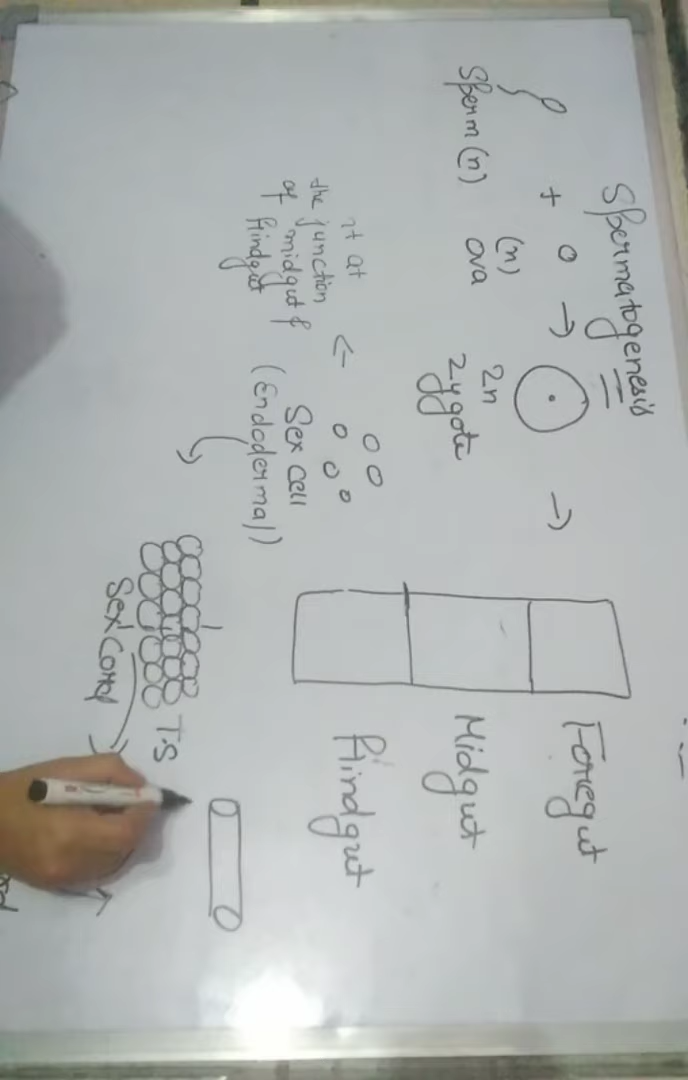 Spermatogenesis
+ →
Sperm (n)
(n)
ova
2n
Zygote
→
Foregut
Midgut
Hindgut
Sex Cell
(Endodermal)
←
it at
the junction
of midgut &
Hindgut
T.S
Sex Cord